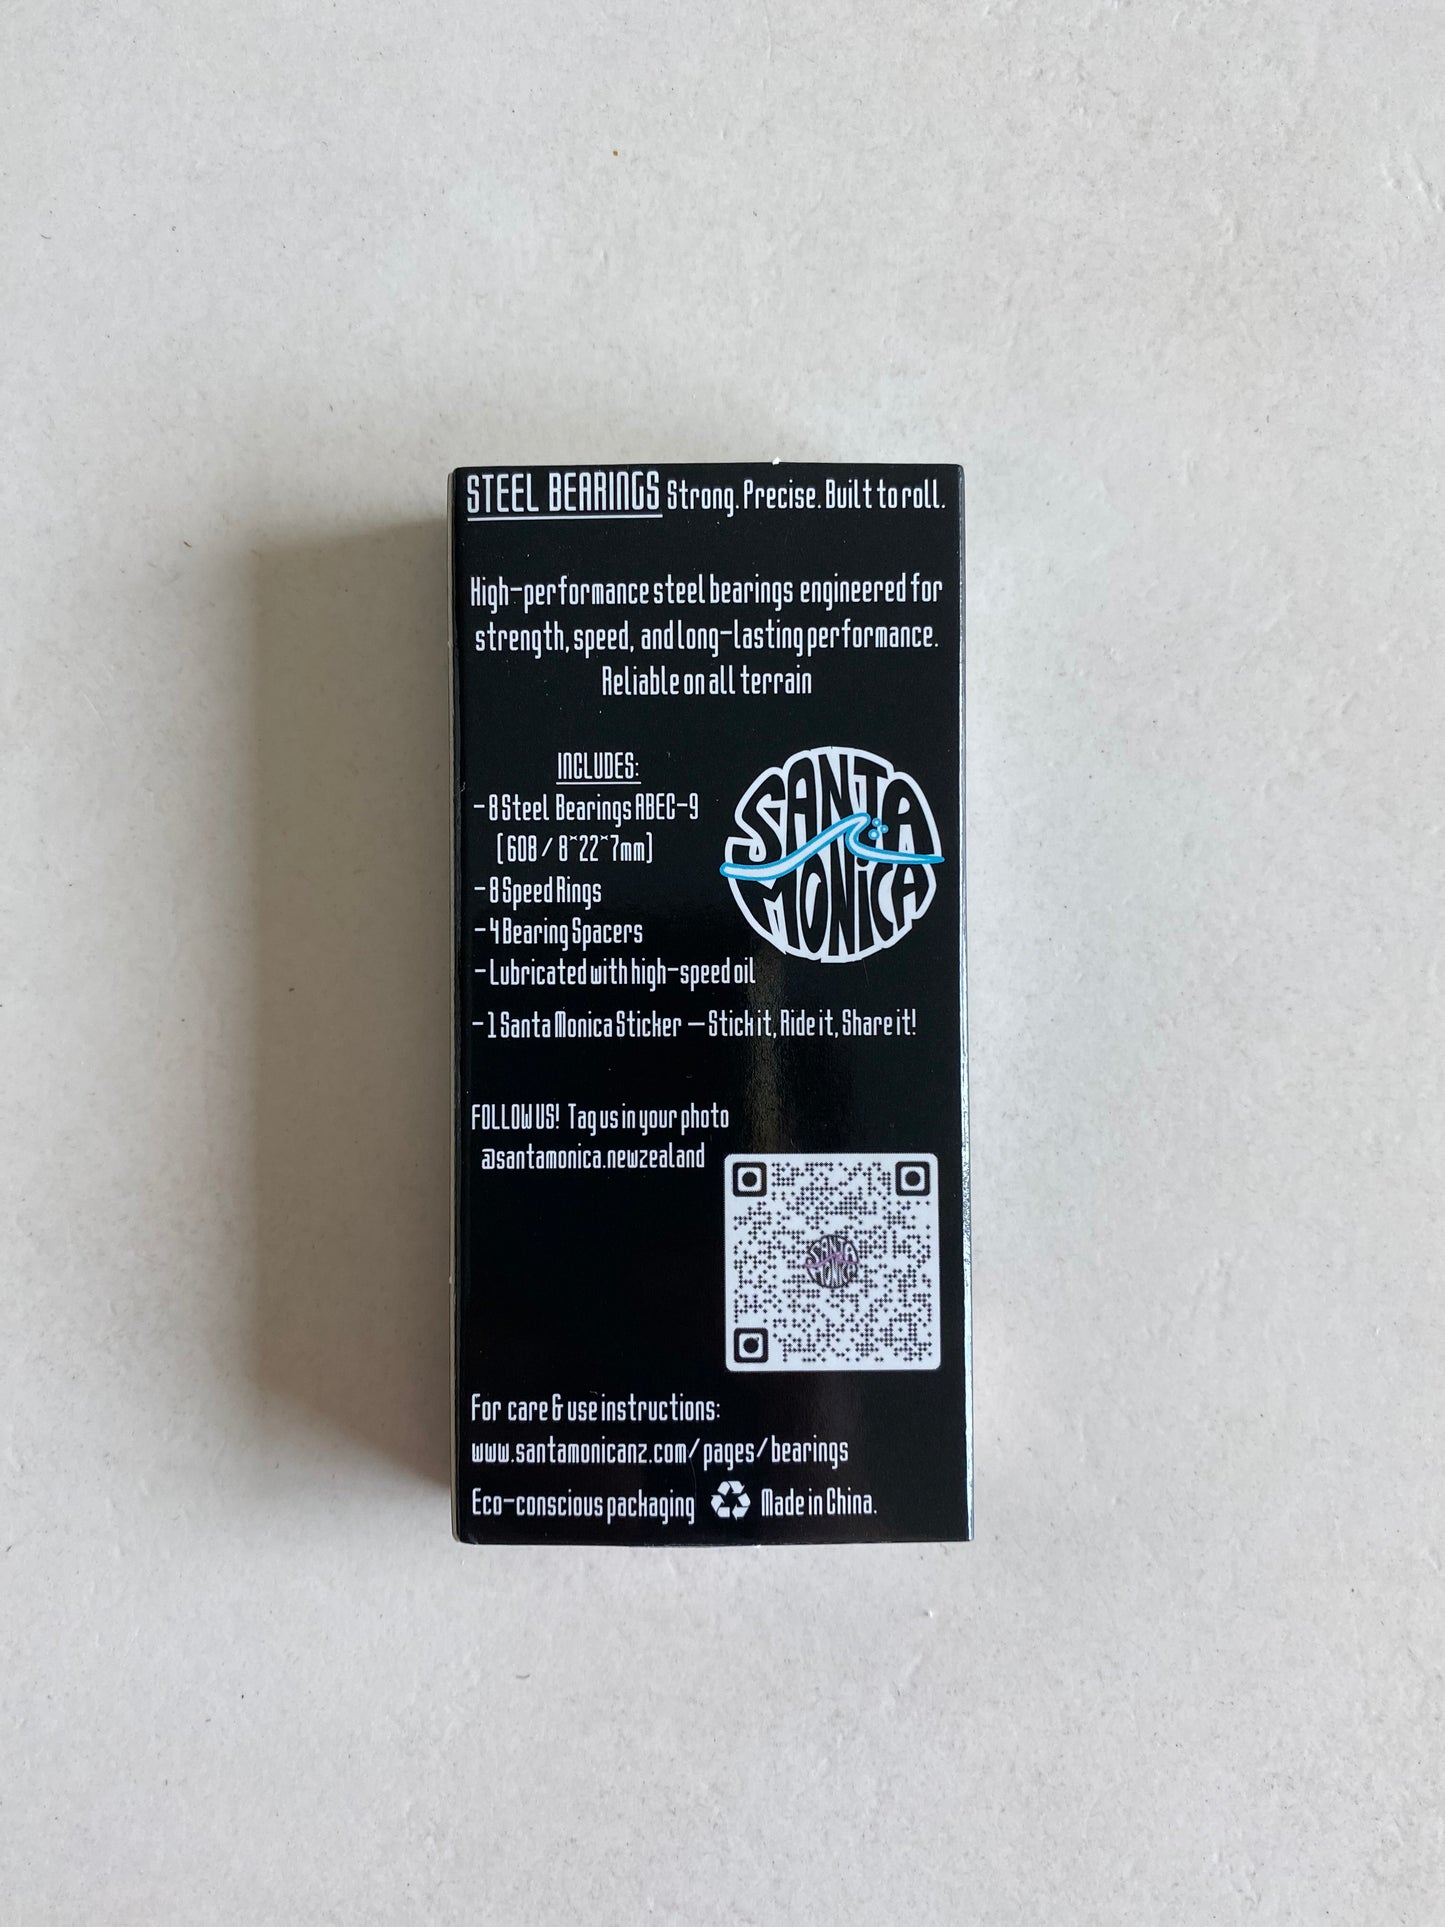 STEEL BEARINGS Strong. Precise. Built to roll.
High-performance steel bearings engineered for
strength, speed, and long-lasting performance.
Reliable on all terrain
INCLUDES:
-8 Steel Bearings ABEC-9
(608 / 8*22*7mm)
-8 Speed Rings
-4 Bearing Spacers
-Lubricated with high-speed oil
-1 Santa Monica Sticker — Stick it, Ride it, Share it!
SANTA
MONICA
FOLLOW US! Tag us in your photo
@santamonica.newzealand
SANTA
MONICA
For care & use instructions:
www.santamonicanz.com/pages/bearings
Eco-conscious packaging Made in China.